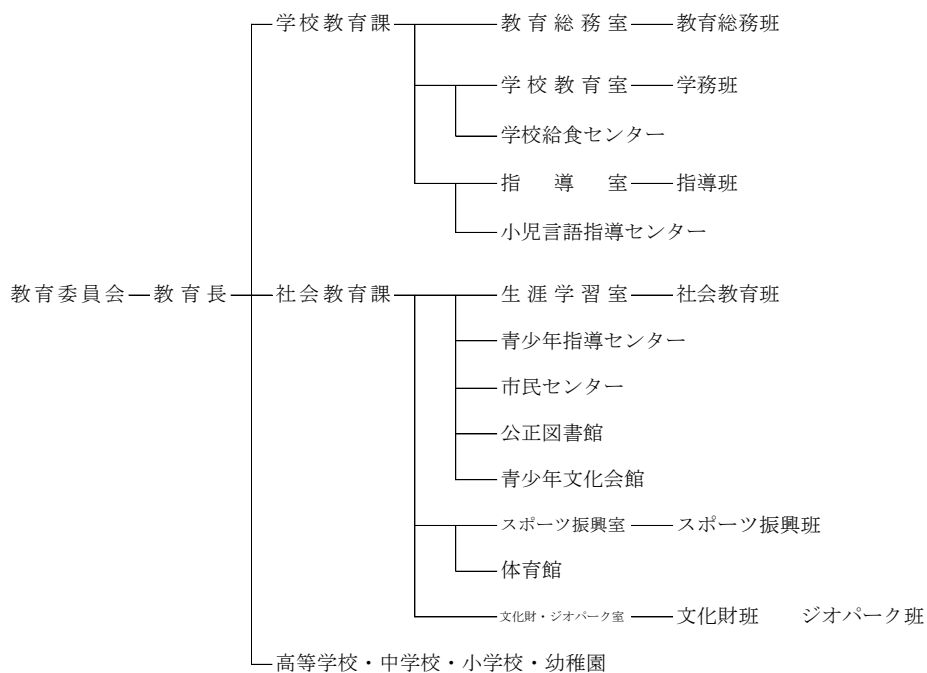 学校教育課 教育総務室 教育総務班
学校教育室 学務班
学校給食センター
指導室 指導班
小児言語指導センター
教育委員会 教育長 社会教育課 生涯学習室 社会教育班
青少年指導センター
市民センター
公正図書館
青少年文化会館
スポーツ振興室 スポーツ振興班
体育館
文化財・ジオパーク室 文化財班 ジオパーク班
高等学校・中学校・小学校・幼稚園